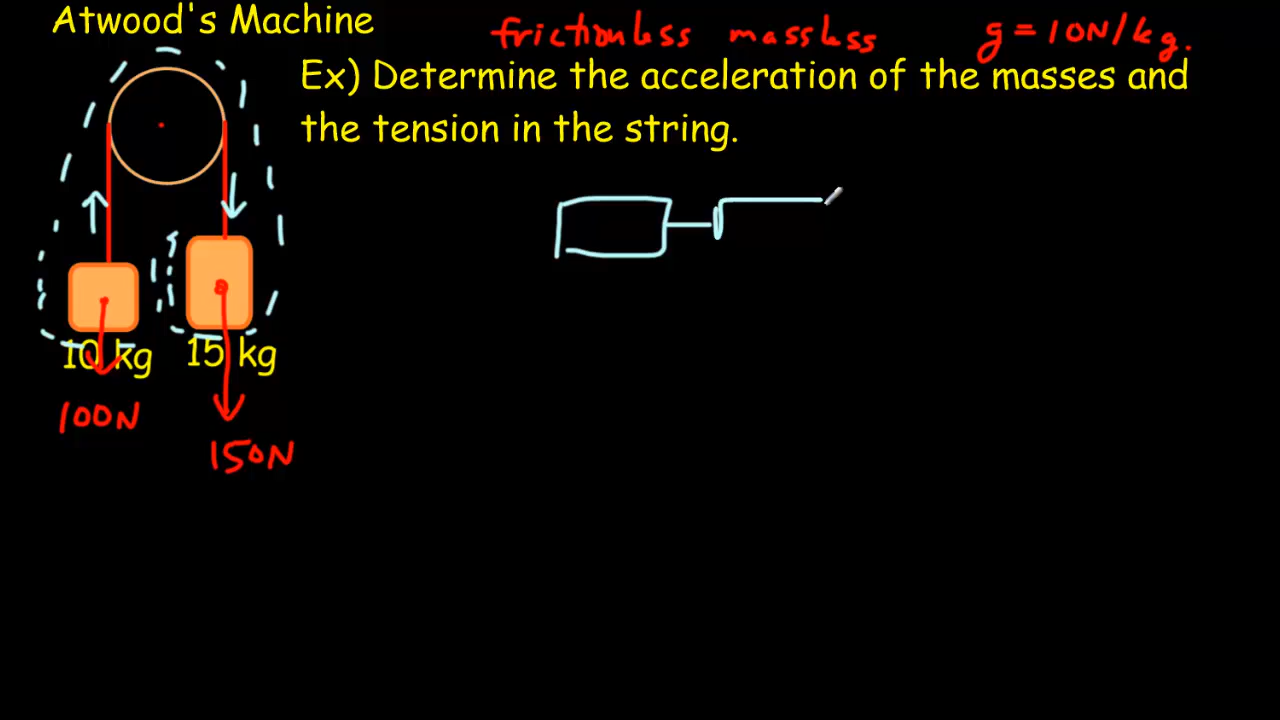 Atwood's Machine
frictionless massless g = 10N/kg.
Ex) Determine the acceleration of the masses and
the tension in the string.
10 kg 15 kg
100N
150N